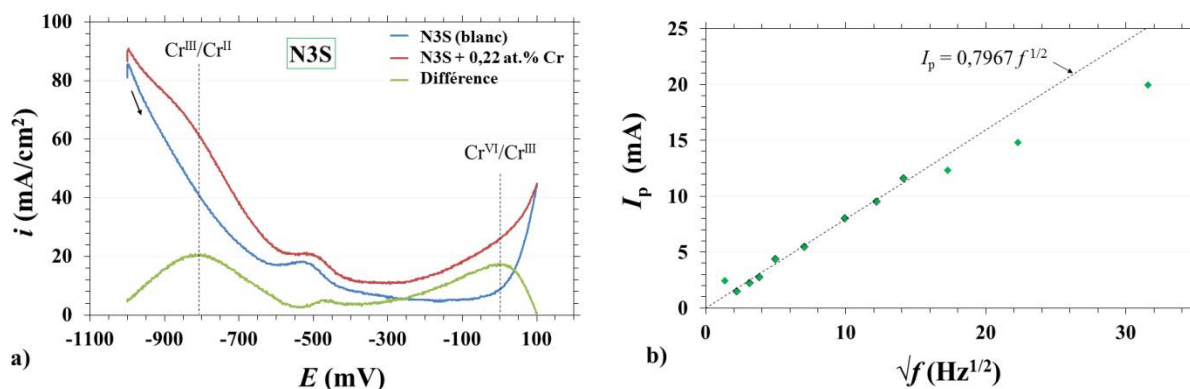 100
80
60
40
20
0
i (mA/cm²)
-1100 -900 -700 -500 -300 -100 100
E (mV)
a)
Cr^III/Cr^II
N3S
N3S (blanc)
N3S + 0,22 at.% Cr
Différence
Cr^VI/Cr^III
25
20
15
10
5
0
I_p (mA)
0 10 20 30
√f (Hz^1/2)
b)
I_p = 0,7967 f^1/2